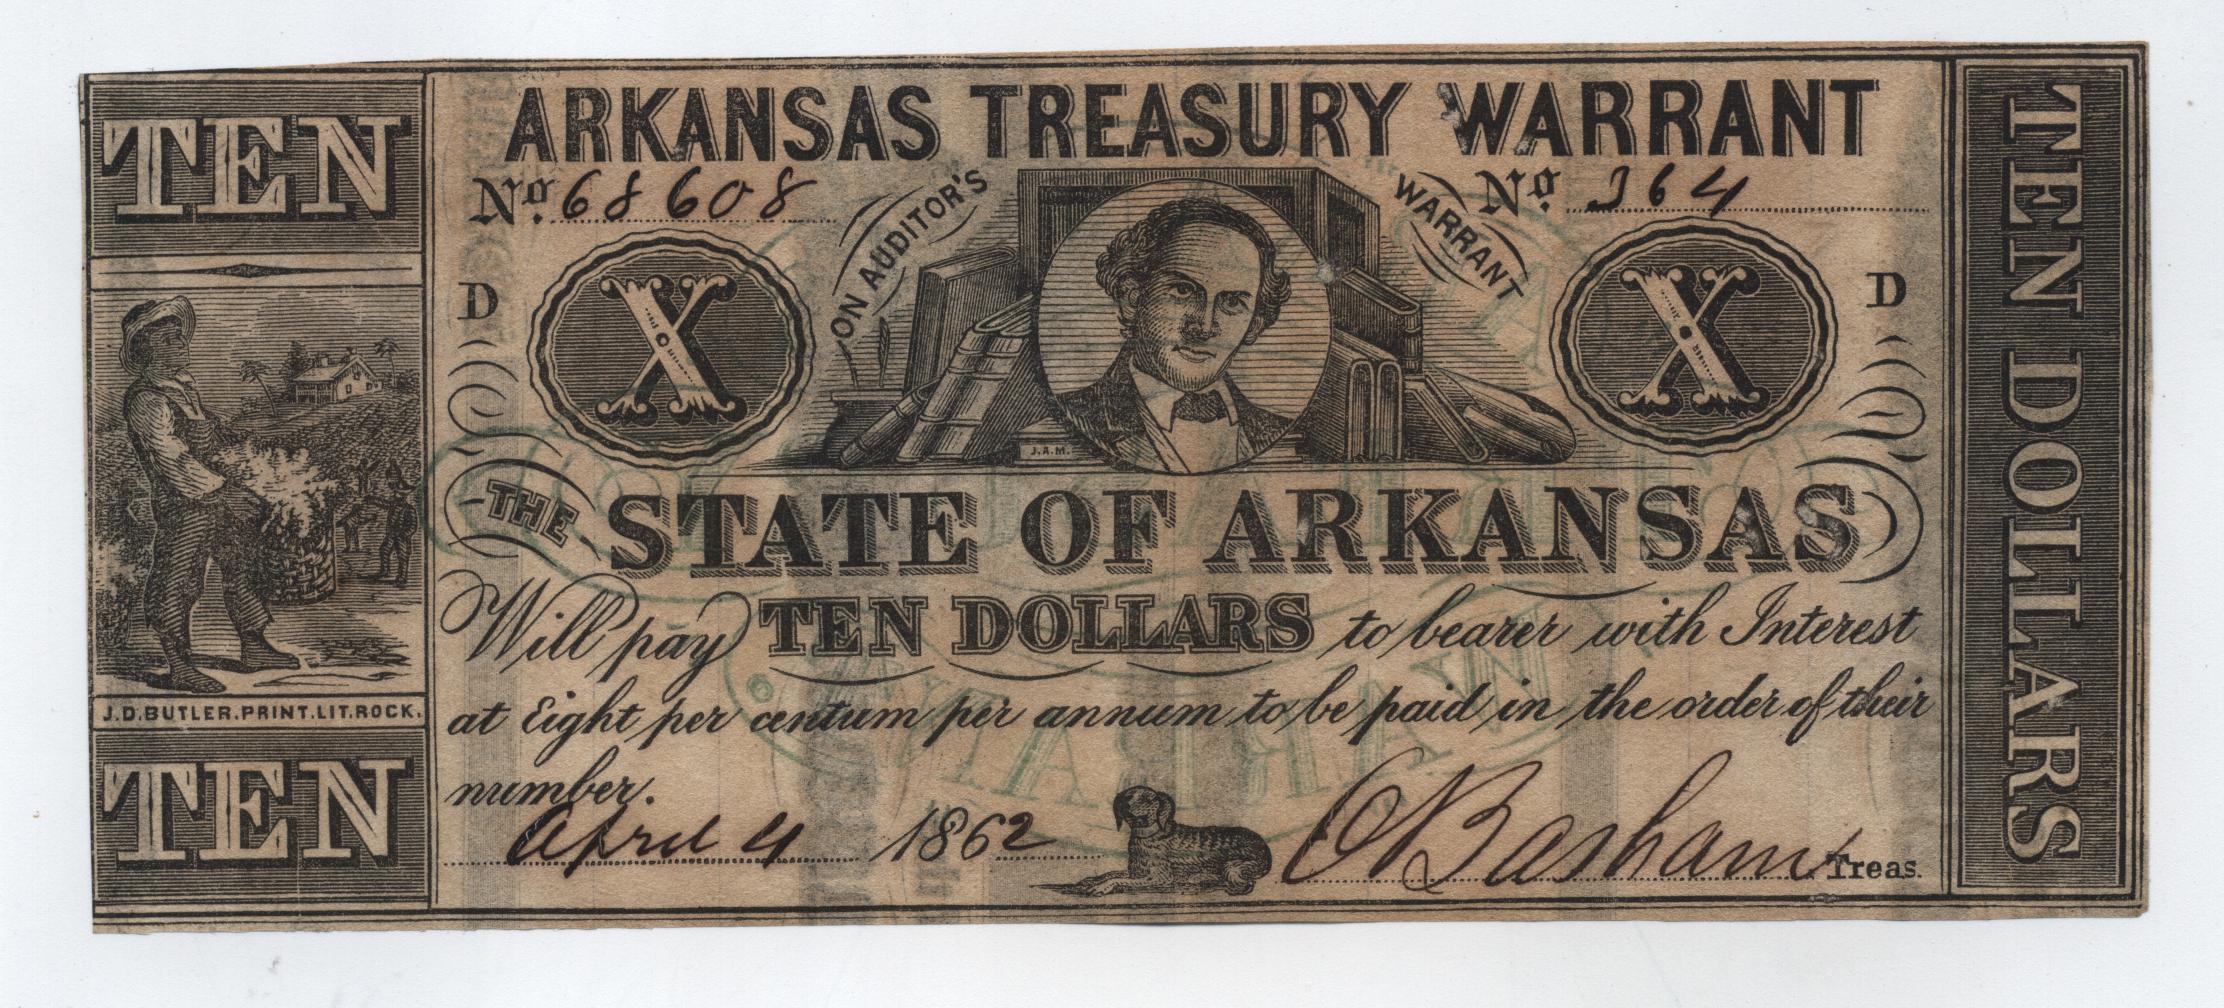 TEN
ARKANSAS TREASURY WARRANT
TEN DOLLARS
No. 68608
ON AUDITOR'S
WARRANT
No. 364
D
X
X
D
J.A.M.
THE
STATE OF ARKANSAS
Will pay TEN DOLLARS to bearer with Interest
at Eight per centum per annum to be paid in the order of their
number.
J.D.BUTLER.PRINT.LIT.ROCK.
TEN
April 4 1862
O Basham Treas.